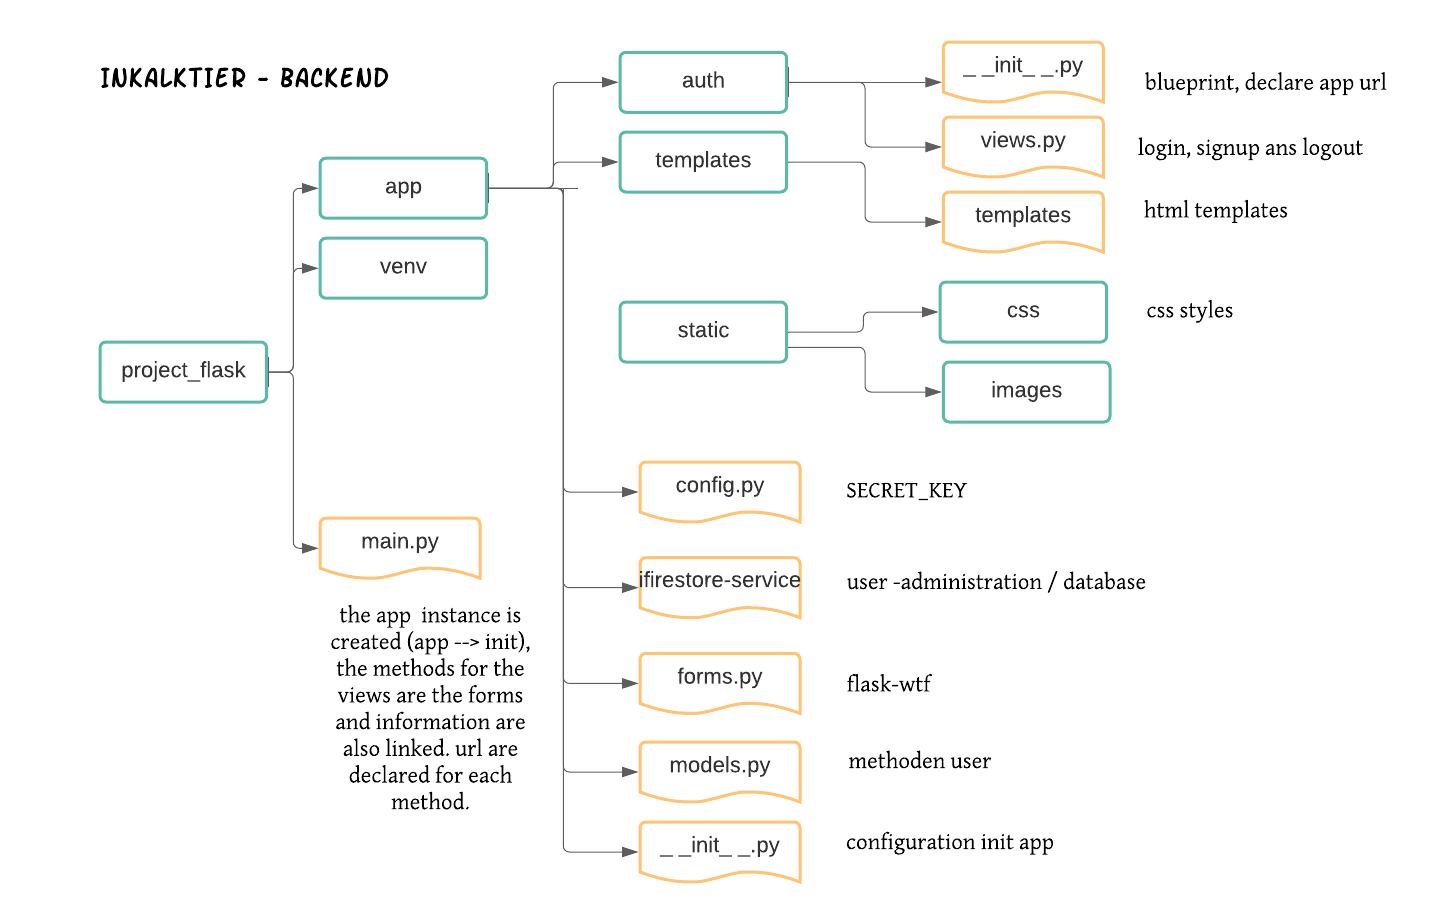 INKALKTIER - BACKEND
project_flask
app
venv
main.py
the app  instance is
created (app --> init),
the methods for the
views are the forms
and information are
also linked. url are
declared for each
method.
auth
templates
static
_ _init_ _.py
blueprint, declare app url
views.py
login, signup ans logout
templates
html templates
css
css styles
images
config.py
SECRET_KEY
ifirestore-service
user -administration / database
forms.py
flask-wtf
models.py
methoden user
_ _init_ _.py
configuration init app